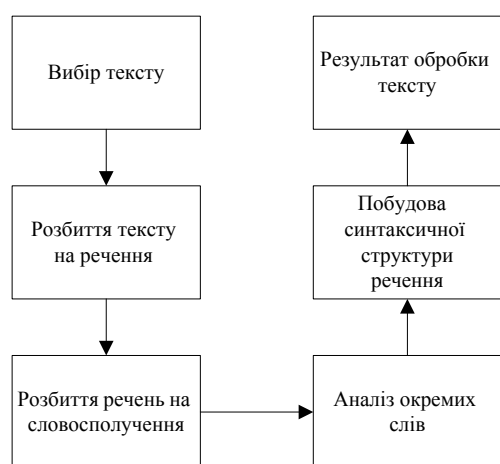 Вибір тексту
Розбиття тексту
на речення
Розбиття речень на
словосполучення
Аналіз окремих
слів
Побудова
синтаксичної
структури
речення
Результат обробки
тексту